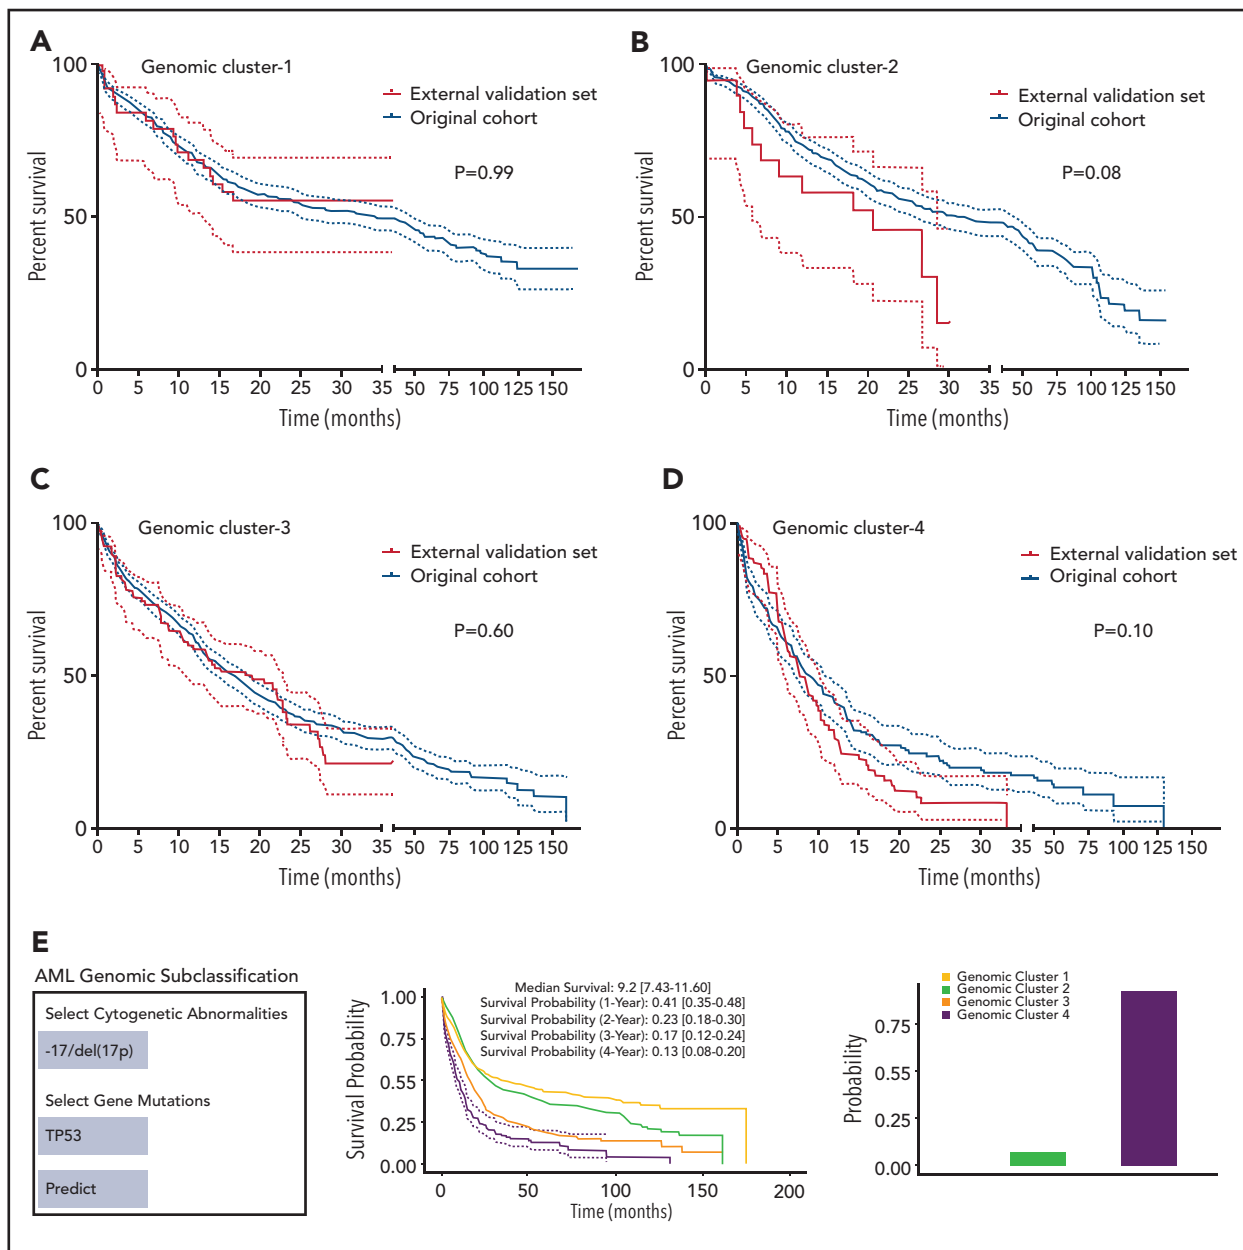 A
Genomic cluster-1
External validation set
Original cohort
P=0.99
Percent survival
100
50
0
0 5 10 15 20 25 30 35 50 75 100 125 150
Time (months)
B
Genomic cluster-2
External validation set
Original cohort
P=0.08
Percent survival
100
50
0
0 5 10 15 20 25 30 35 50 75 100 125 150
Time (months)
C
Genomic cluster-3
External validation set
Original cohort
P=0.60
Percent survival
100
50
0
0 5 10 15 20 25 30 35 50 75 100 125 150
Time (months)
D
Genomic cluster-4
External validation set
Original cohort
P=0.10
Percent survival
100
50
0
0 5 10 15 20 25 30 35 50 75 100 125 150
Time (months)
E
AML Genomic Subclassification
Select Cytogenetic Abnormalities
-17/del(17p)
Select Gene Mutations
TP53
Predict
Median Survival: 9.2 [7.43-11.60]
Survival Probability (1-Year): 0.41 [0.35-0.48]
Survival Probability (2-Year): 0.23 [0.18-0.30]
Survival Probability (3-Year): 0.17 [0.12-0.24]
Survival Probability (4-Year): 0.13 [0.08-0.20]
Survival Probability
1.00
0.75
0.55
0.25
0.00
0 50 100 150 200
Time (months)
Genomic Cluster 1
Genomic Cluster 2
Genomic Cluster 3
Genomic Cluster 4
Probability
0.75
0.55
0.25
0.00